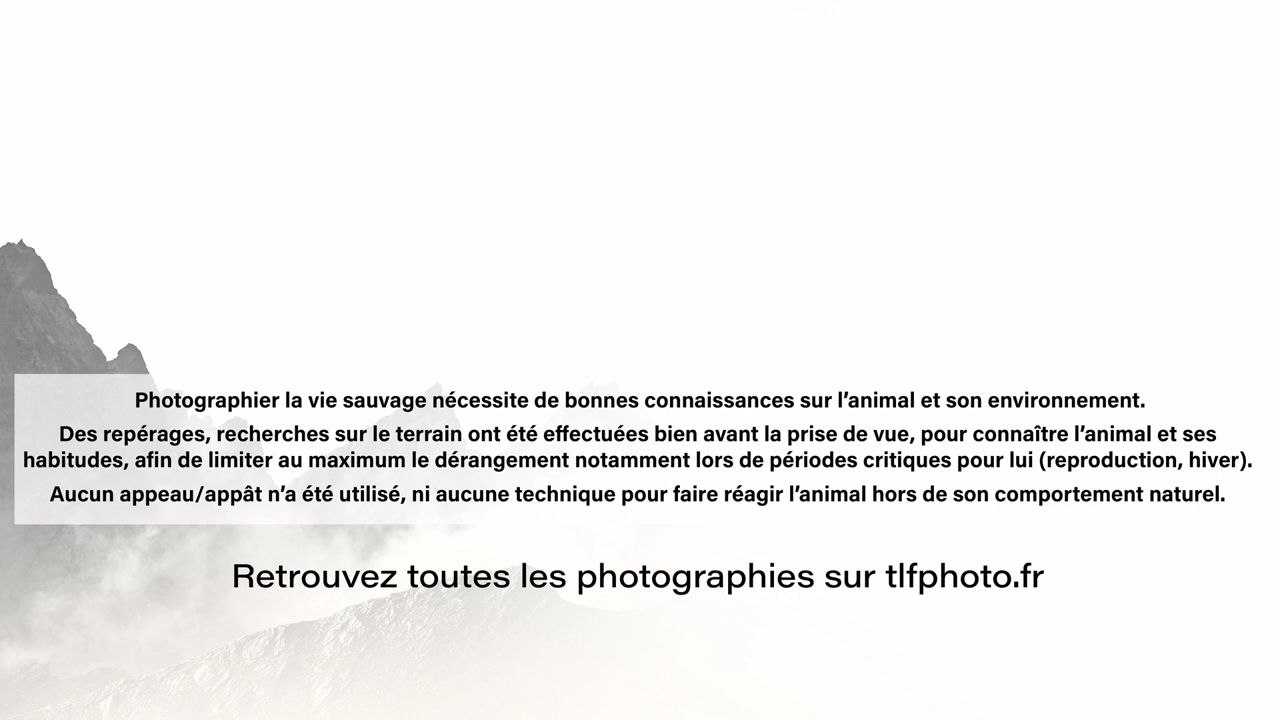 Photographier la vie sauvage nécessite de bonnes connaissances sur l’animal et son environnement.
Des repérages, recherches sur le terrain ont été effectuées bien avant la prise de vue, pour connaître l’animal et ses
habitudes, afin de limiter au maximum le dérangement notamment lors de périodes critiques pour lui (reproduction, hiver).
Aucun appeau/appât n’a été utilisé, ni aucune technique pour faire réagir l’animal hors de son comportement naturel.
Retrouvez toutes les photographies sur tlfphoto.fr